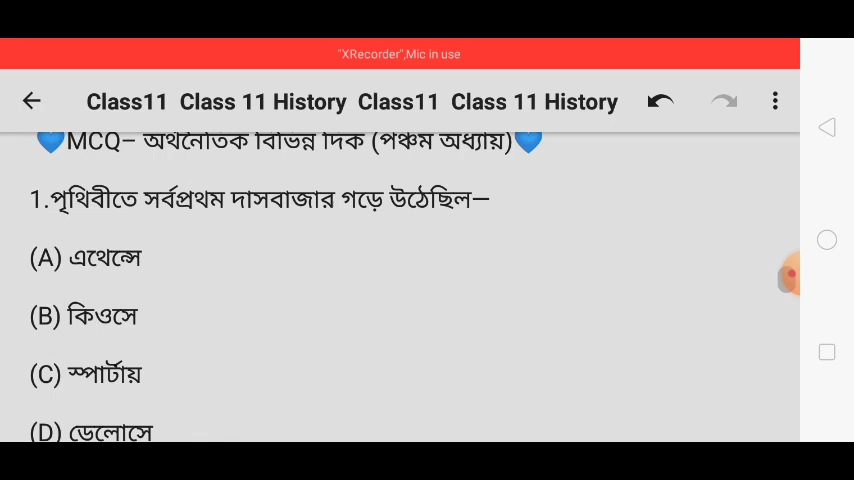 "XRecorder",Mic in use
Class11 Class 11 History Class11 Class 11 History
💙MCQ– অর্থনৈতিক বিভিন্ন দিক (পঞ্চম অধ্যায়)💙
1.পৃথিবীতে সর্বপ্রথম দাসবাজার গড়ে উঠেছিল—
(A) এথেন্সে
(B) কিওসে
(C) স্পার্টায়
(D) ডেলোসে